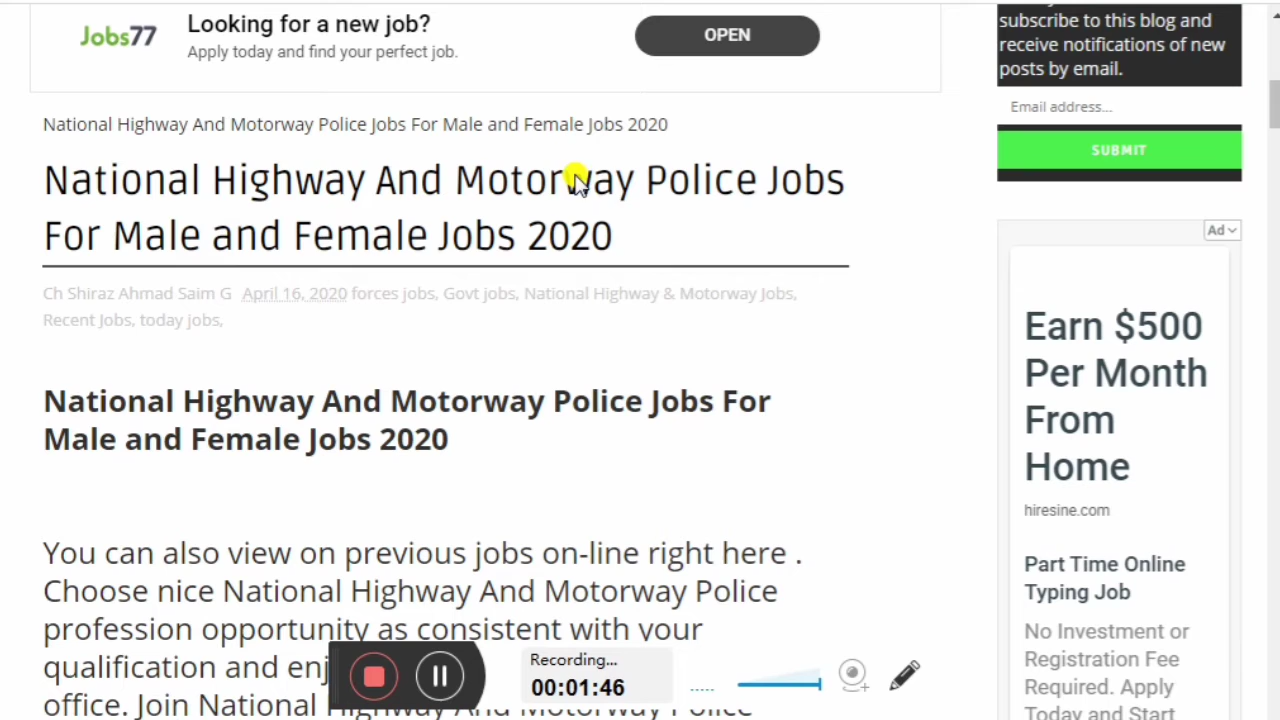 Jobs77
Looking for a new job?
Apply today and find your perfect job.
OPEN
National Highway And Motorway Police Jobs For Male and Female Jobs 2020
National Highway And Motorway Police Jobs
For Male and Female Jobs 2020
Ch Shiraz Ahmad Saim G April 16, 2020 forces jobs, Govt jobs, National Highway & Motorway Jobs,
Recent Jobs, today jobs,
National Highway And Motorway Police Jobs For
Male and Female Jobs 2020
You can also view on previous jobs on-line right here .
Choose nice National Highway And Motorway Police
profession opportunity as consistent with your
qualification and enj
office. Join National Highway And Motorway Police
Recording...
00:01:46
subscribe to this blog and
receive notifications of new
posts by email.
Email address...
SUBMIT
Ad
Earn $500
Per Month
From
Home
hiresine.com
Part Time Online
Typing Job
No Investment or
Registration Fee
Required. Apply
Today and Start